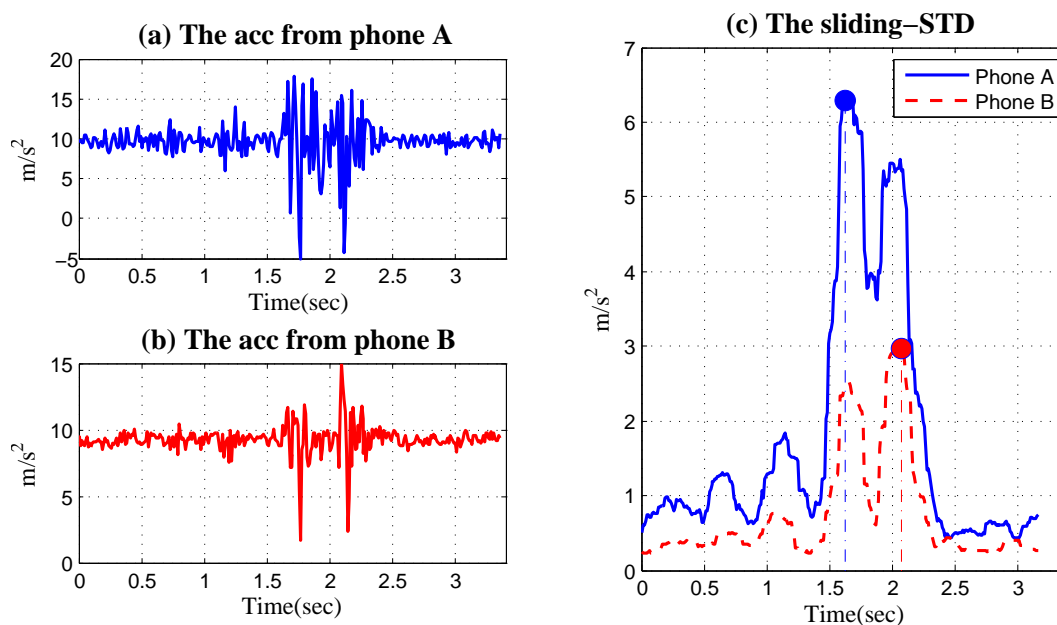 (a) The acc from phone A
20
15
10
5
0
−5
m/s²
0 0.5 1 1.5 2 2.5 3
Time(sec)
(b) The acc from phone B
15
10
5
0
m/s²
0 0.5 1 1.5 2 2.5 3
Time(sec)
(c) The sliding−STD
7
6
5
4
3
2
1
0
m/s²
Phone A
Phone B
0 0.5 1 1.5 2 2.5 3
Time(sec)